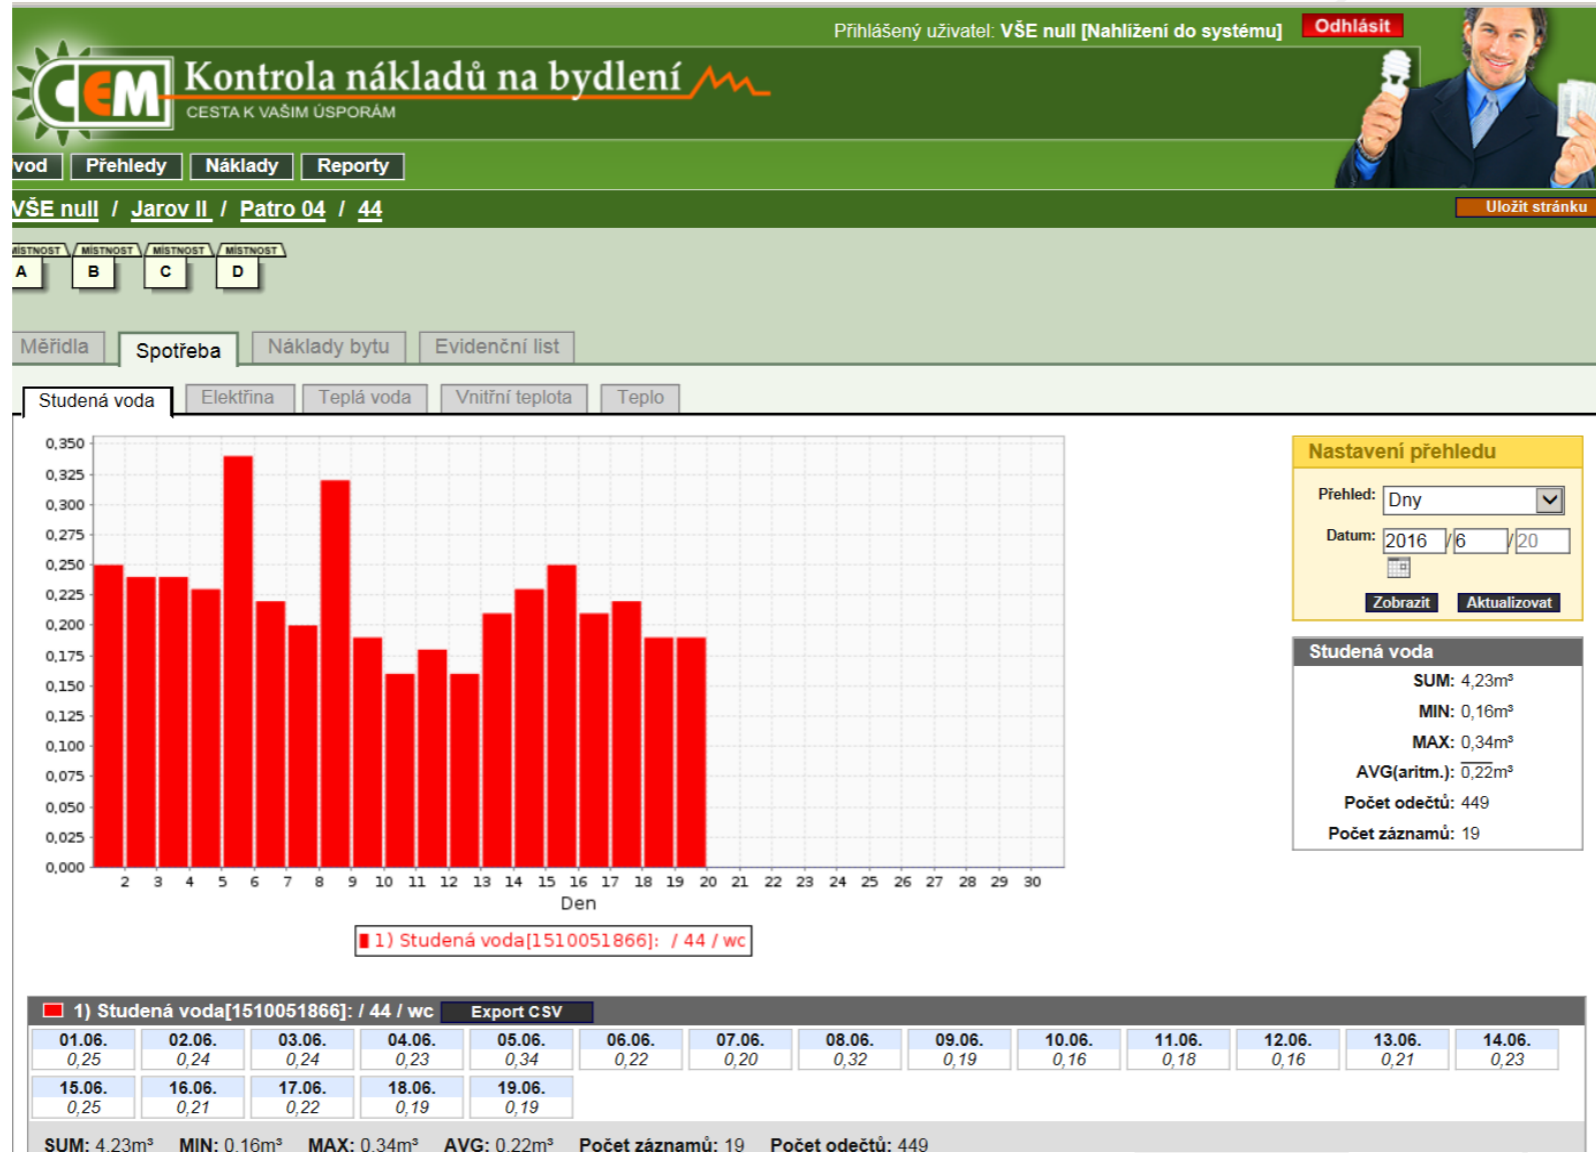 Přihlášený uživatel: VŠE null [Nahlížení do systému] Odhlásit
CEM Kontrola nákladů na bydlení
CESTA K VAŠIM ÚSPORÁM
vod Přehledy Náklady Reporty
VŠE null / Jarov II / Patro 04 / 44 Uložit stránku
MÍSTNOST MÍSTNOST MÍSTNOST MÍSTNOST
A B C D
Měřidla Spotřeba Náklady bytu Evidenční list
Studená voda Elektřina Teplá voda Vnitřní teplota Teplo
0,350
0,325
0,300
0,275
0,250
0,225
0,200
0,175
0,150
0,125
0,100
0,075
0,050
0,025
0,000
2 3 4 5 6 7 8 9 10 11 12 13 14 15 16 17 18 19 20 21 22 23 24 25 26 27 28 29 30
Den
1) Studená voda[1510051866]: / 44 / wc
Nastavení přehledu
Přehled: Dny
Datum: 2016 /6 /20
Zobrazit Aktualizovat
Studená voda
SUM: 4,23m³
MIN: 0,16m³
MAX: 0,34m³
AVG(aritm.): 0,22m³
Počet odečtů: 449
Počet záznamů: 19
1) Studená voda[1510051866]: / 44 / wc Export CSV
01.06. 02.06. 03.06. 04.06. 05.06. 06.06. 07.06. 08.06. 09.06. 10.06. 11.06. 12.06. 13.06. 14.06.
0,25 0,24 0,24 0,23 0,34 0,22 0,20 0,32 0,19 0,16 0,18 0,16 0,21 0,23
15.06. 16.06. 17.06. 18.06. 19.06.
0,25 0,21 0,22 0,19 0,19
SUM: 4,23m³ MIN: 0,16m³ MAX: 0,34m³ AVG: 0,22m³ Počet záznamů: 19 Počet odečtů: 449